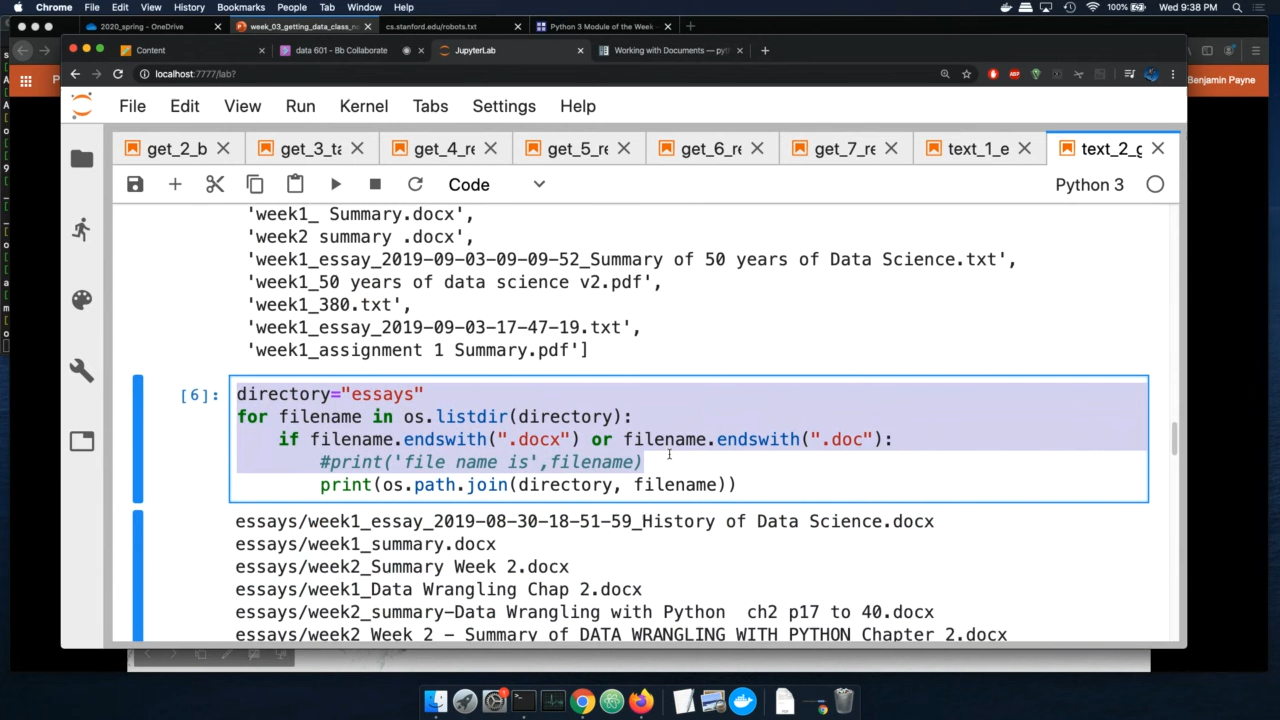 Chrome File Edit View History Bookmarks People Tab Window Help 100% Wed 9:38 PM
2020_spring - OneDrive week_03_getting_data_class_no cs.stanford.edu/robots.txt Python 3 Module of the Week -
Content data 601 - Bb Collaborate JupyterLab Working with Documents — pyt
localhost:7777/lab?
Benjamin Payne
File Edit View Run Kernel Tabs Settings Help
get_2_b get_3_ta get_4_re get_5_re get_6_re get_7_re text_1_e text_2_g
Code Python 3
'week1_ Summary.docx',
'week2 summary .docx',
'week1_essay_2019-09-03-09-09-52_Summary of 50 years of Data Science.txt',
'week1_50 years of data science v2.pdf',
'week1_380.txt',
'week1_essay_2019-09-03-17-47-19.txt',
'week1_assignment 1 Summary.pdf']
[6]: directory="essays"
for filename in os.listdir(directory):
if filename.endswith(".docx") or filename.endswith(".doc"):
#print('file name is',filename)
print(os.path.join(directory, filename))
essays/week1_essay_2019-08-30-18-51-59_History of Data Science.docx
essays/week1_summary.docx
essays/week2_Summary Week 2.docx
essays/week1_Data Wrangling Chap 2.docx
essays/week2_summary-Data Wrangling with Python  ch2 p17 to 40.docx
essays/week2 Week 2 – Summary of DATA WRANGLING WITH PYTHON Chapter 2.docx